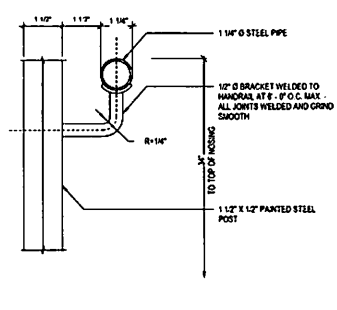 1 1/2" 1 1/2" 1 1/4"
1 1/4" Ø STEEL PIPE
1/2" Ø BRACKET WELDED TO
HANDRAIL AT 6' - 8" O.C. MAX -
ALL JOINTS WELDED AND GRIND
SMOOTH
R=1/4"
34"
TO TOP OF NOSING
1 1/2" X 1/2" PAINTED STEEL
POST